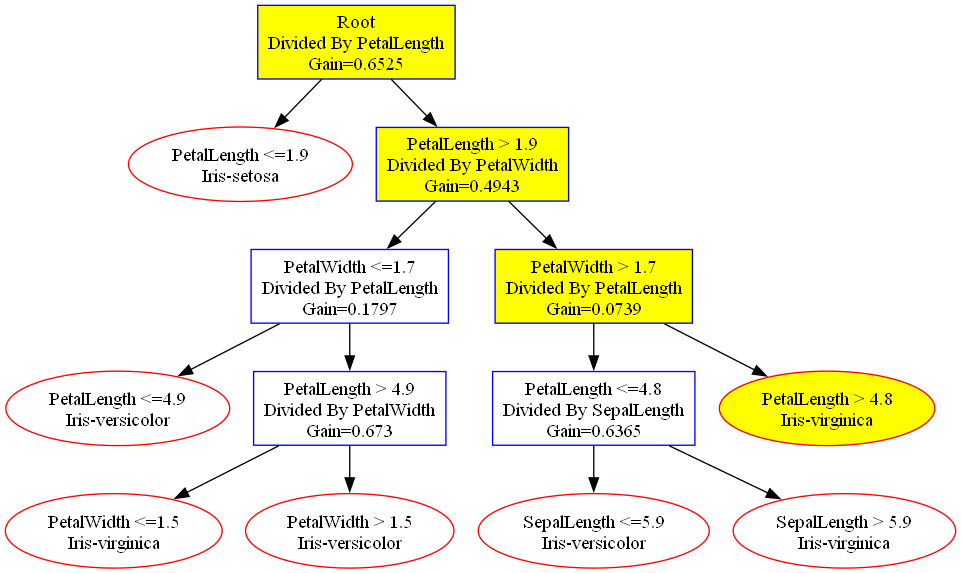 Root
Divided By PetalLength
Gain=0.6525
PetalLength <=1.9
Iris-setosa
PetalLength > 1.9
Divided By PetalWidth
Gain=0.4943
PetalWidth <=1.7
Divided By PetalLength
Gain=0.1797
PetalWidth > 1.7
Divided By PetalLength
Gain=0.0739
PetalLength <=4.9
Iris-versicolor
PetalLength > 4.9
Divided By PetalWidth
Gain=0.673
PetalLength <=4.8
Divided By SepalLength
Gain=0.6365
PetalLength > 4.8
Iris-virginica
PetalWidth <=1.5
Iris-virginica
PetalWidth > 1.5
Iris-versicolor
SepalLength <=5.9
Iris-versicolor
SepalLength > 5.9
Iris-virginica